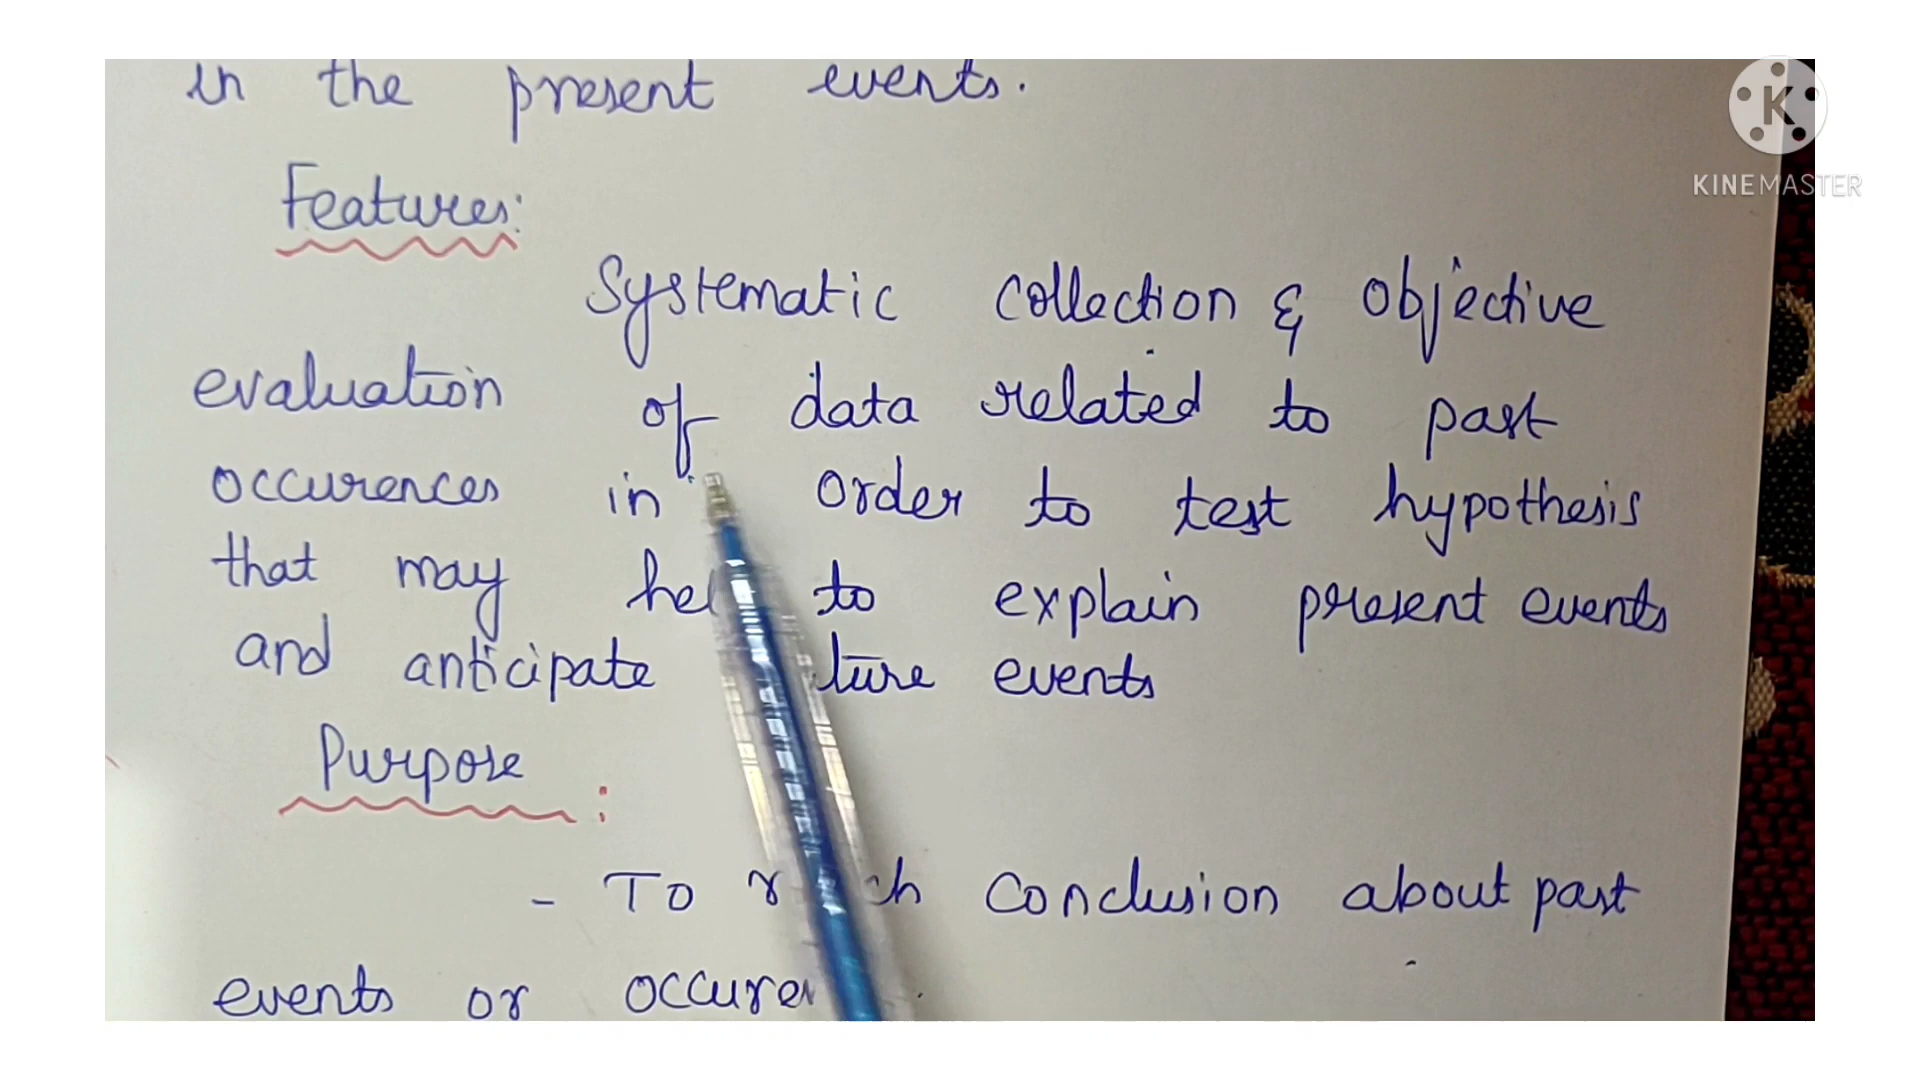 in the present events.
K
KINEMASTER
Features:
Systematic collection & objective
evaluation of data related to past
occurences in order to test hypothesis
that may to explain present events
and anticipate events
Purpose :
- To conclusion about past
events or